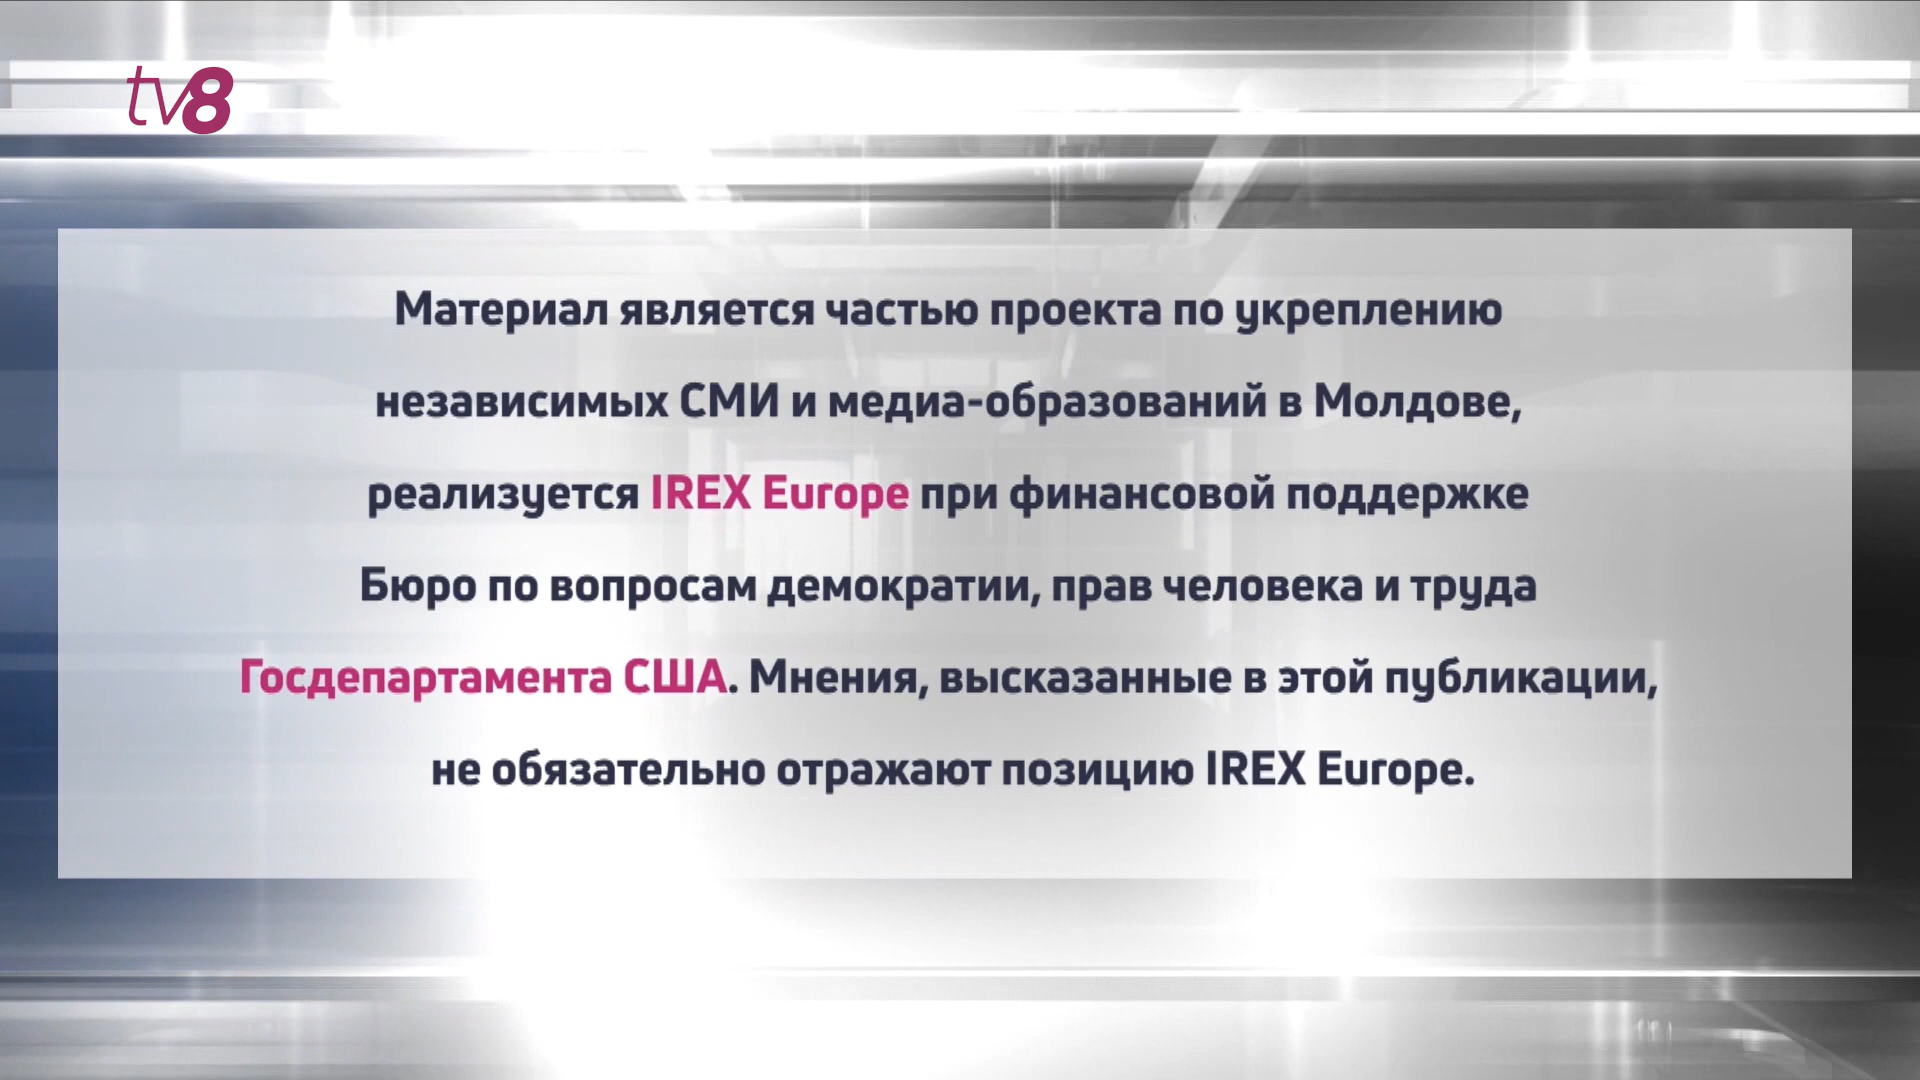 tv8
Материал является частью проекта по укреплению
независимых СМИ и медиа-образований в Молдове,
реализуется IREX Europe при финансовой поддержке
Бюро по вопросам демократии, прав человека и труда
Госдепартамента США. Мнения, высказанные в этой публикации,
не обязательно отражают позицию IREX Europe.